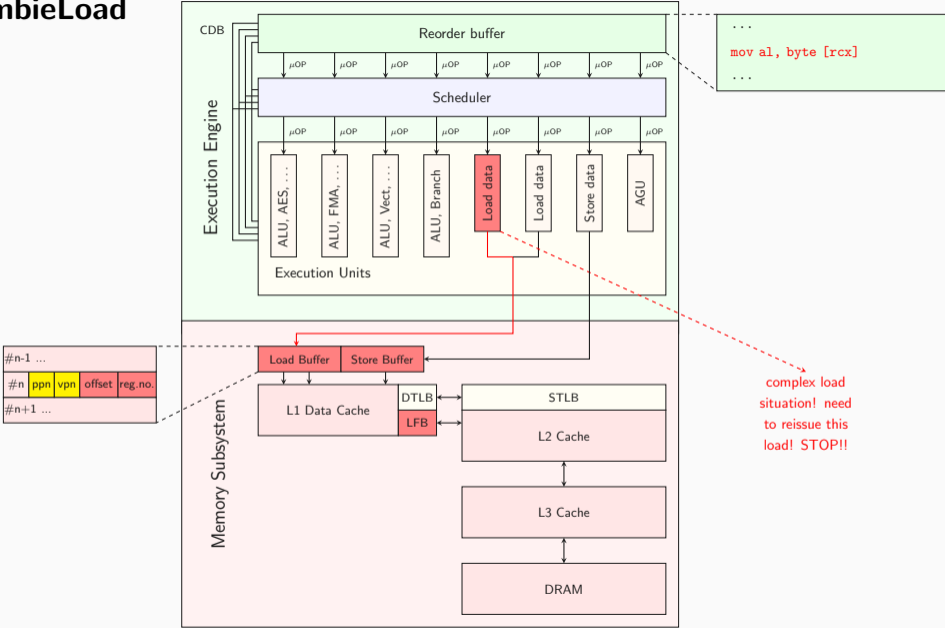 mbieLoad
CDB
Reorder buffer
...
mov al, byte [rcx]
...
μOP μOP μOP μOP μOP μOP μOP μOP
Scheduler
μOP μOP μOP μOP μOP μOP μOP μOP
Execution Engine
ALU, AES, . . .
ALU, FMA, . . .
ALU, Vect, . . .
ALU, Branch
Load data
Load data
Store data
AGU
Execution Units
#n-1 ...
#n ppn vpn offset reg.no.
#n+1 ...
Load Buffer
Store Buffer
L1 Data Cache
DTLB
LFB
STLB
L2 Cache
L3 Cache
DRAM
Memory Subsystem
complex load
situation! need
to reissue this
load! STOP!!